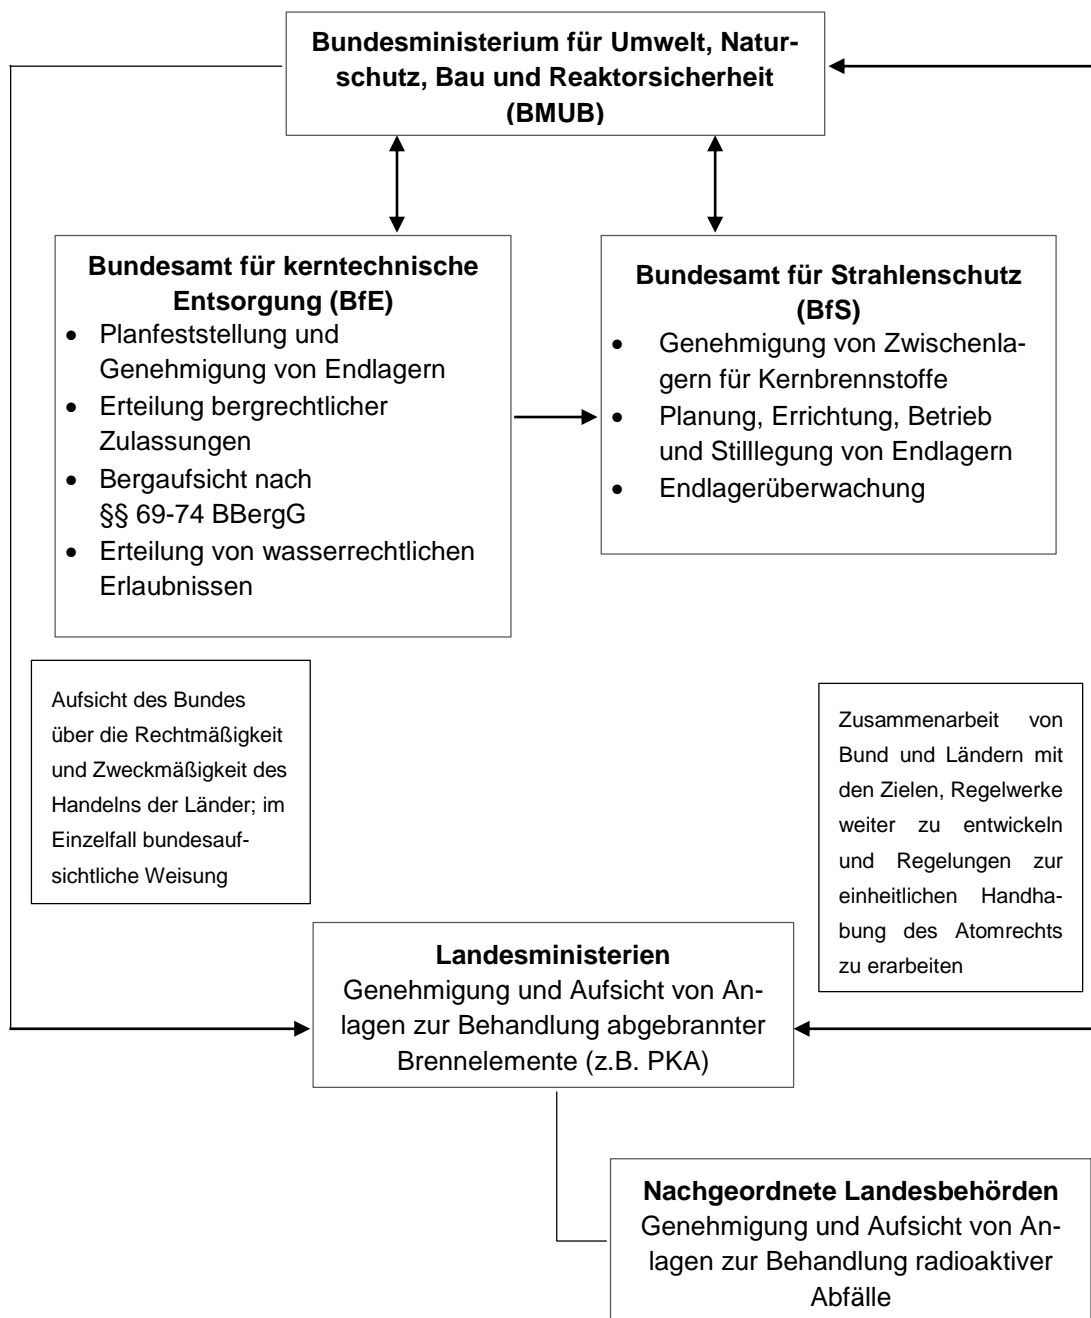 Bundesministerium für Umwelt, Natur-
schutz, Bau und Reaktorsicherheit
(BMUB)
Bundesamt für kerntechnische
Entsorgung (BfE)
• Planfeststellung und
Genehmigung von Endlagern
• Erteilung bergrechtlicher
Zulassungen
• Bergaufsicht nach
§§ 69-74 BBergG
• Erteilung von wasserrechtlichen
Erlaubnissen
Bundesamt für Strahlenschutz
(BfS)
• Genehmigung von Zwischenla-
gern für Kernbrennstoffe
• Planung, Errichtung, Betrieb
und Stilllegung von Endlagern
• Endlagerüberwachung
Aufsicht des Bundes
über die Rechtmäßigkeit
und Zweckmäßigkeit des
Handelns der Länder; im
Einzelfall bundesauf-
sichtliche Weisung
Zusammenarbeit von
Bund und Ländern mit
den Zielen, Regelwerke
weiter zu entwickeln
und Regelungen zur
einheitlichen Handha-
bung des Atomrechts
zu erarbeiten
Landesministerien
Genehmigung und Aufsicht von An-
lagen zur Behandlung abgebrannter
Brennelemente (z.B. PKA)
Nachgeordnete Landesbehörden
Genehmigung und Aufsicht von An-
lagen zur Behandlung radioaktiver
Abfälle